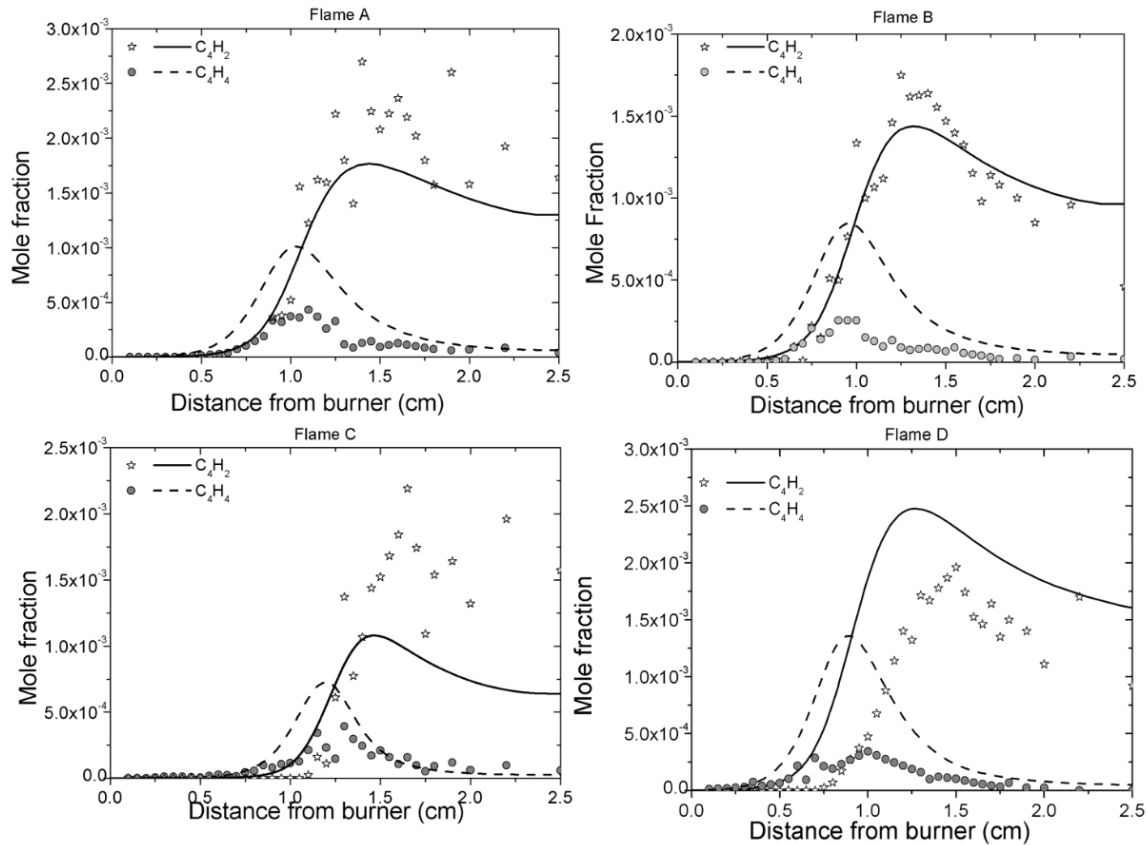 Flame A
3.0x10⁻³
2.5x10⁻³
2.0x10⁻³
1.5x10⁻³
1.0x10⁻³
5.0x10⁻⁴
0.0
C₄H₂
C₄H₄
Mole fraction
0.0 0.5 1.0 1.5 2.0 2.5
Distance from burner (cm)
Flame B
2.0x10⁻³
1.5x10⁻³
1.0x10⁻³
5.0x10⁻⁴
0.0
C₄H₂
C₄H₄
Mole Fraction
0.0 0.5 1.0 1.5 2.0 2.5
Distance from burner (cm)
Flame C
2.5x10⁻³
2.0x10⁻³
1.5x10⁻³
1.0x10⁻³
5.0x10⁻⁴
0.0
C₄H₂
C₄H₄
Mole fraction
0.0 0.5 1.0 1.5 2.0 2.5
Distance from burner (cm)
Flame D
3.0x10⁻³
2.5x10⁻³
2.0x10⁻³
1.5x10⁻³
1.0x10⁻³
5.0x10⁻⁴
0.0
C₄H₂
C₄H₄
Mole fraction
0.0 0.5 1.0 1.5 2.0 2.5
Distance from burner (cm)